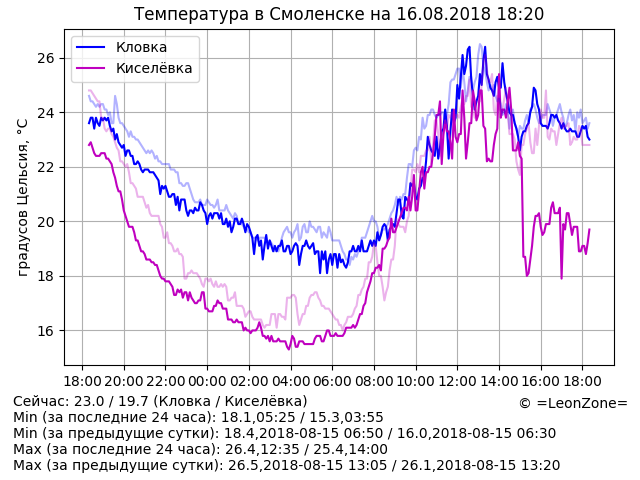 Температура в Смоленске на 16.08.2018 18:20
Кловка
Киселёвка
градусов Цельсия, °C
26
24
22
20
18
16
18:00 20:00 22:00 00:00 02:00 04:00 06:00 08:00 10:00 12:00 14:00 16:00 18:00
Сейчас: 23.0 / 19.7 (Кловка / Киселёвка)
© =LeonZone=
Min (за последние 24 часа): 18.1,05:25 / 15.3,03:55
Min (за предыдущие сутки): 18.4,2018-08-15 06:50 / 16.0,2018-08-15 06:30
Max (за последние 24 часа): 26.4,12:35 / 25.4,14:00
Max (за предыдущие сутки): 26.5,2018-08-15 13:05 / 26.1,2018-08-15 13:20